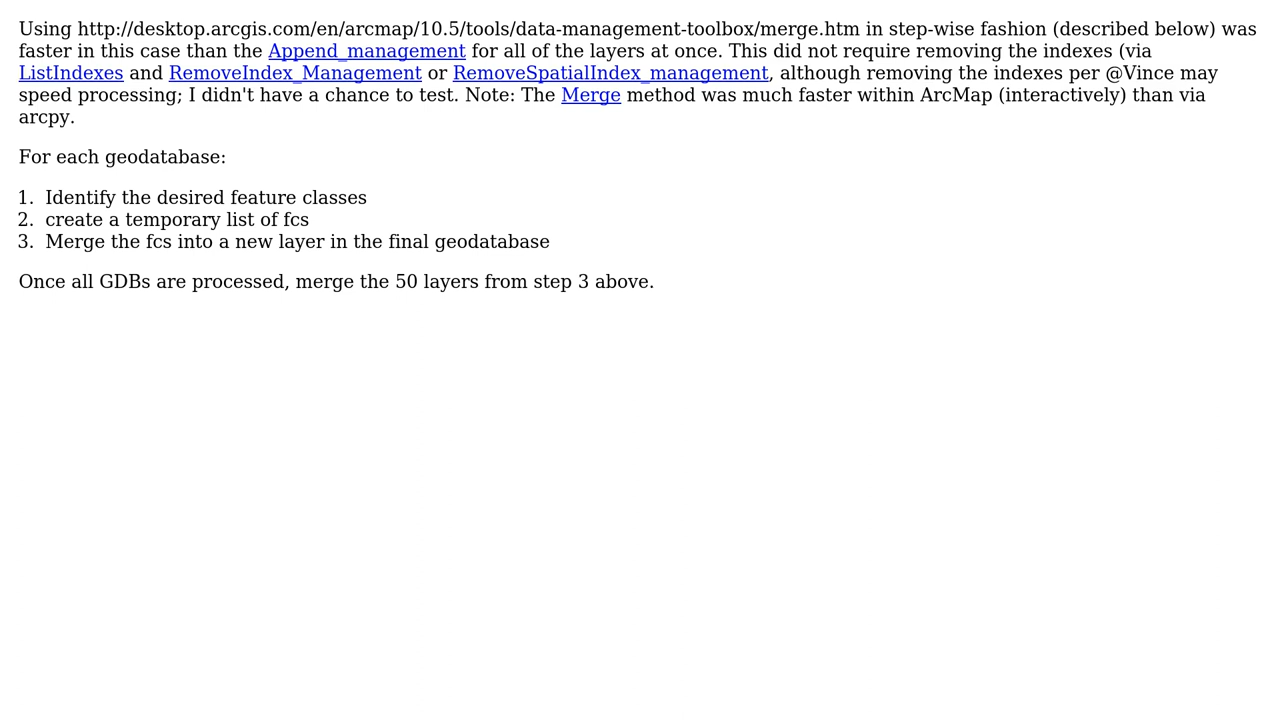 Using http://desktop.arcgis.com/en/arcmap/10.5/tools/data-management-toolbox/merge.htm in step-wise fashion (described below) was
faster in this case than the Append_management for all of the layers at once. This did not require removing the indexes (via
ListIndexes and RemoveIndex_Management or RemoveSpatialIndex_management, although removing the indexes per @Vince may
speed processing; I didn't have a chance to test. Note: The Merge method was much faster within ArcMap (interactively) than via
arcpy.
For each geodatabase:
1. Identify the desired feature classes
2. create a temporary list of fcs
3. Merge the fcs into a new layer in the final geodatabase
Once all GDBs are processed, merge the 50 layers from step 3 above.